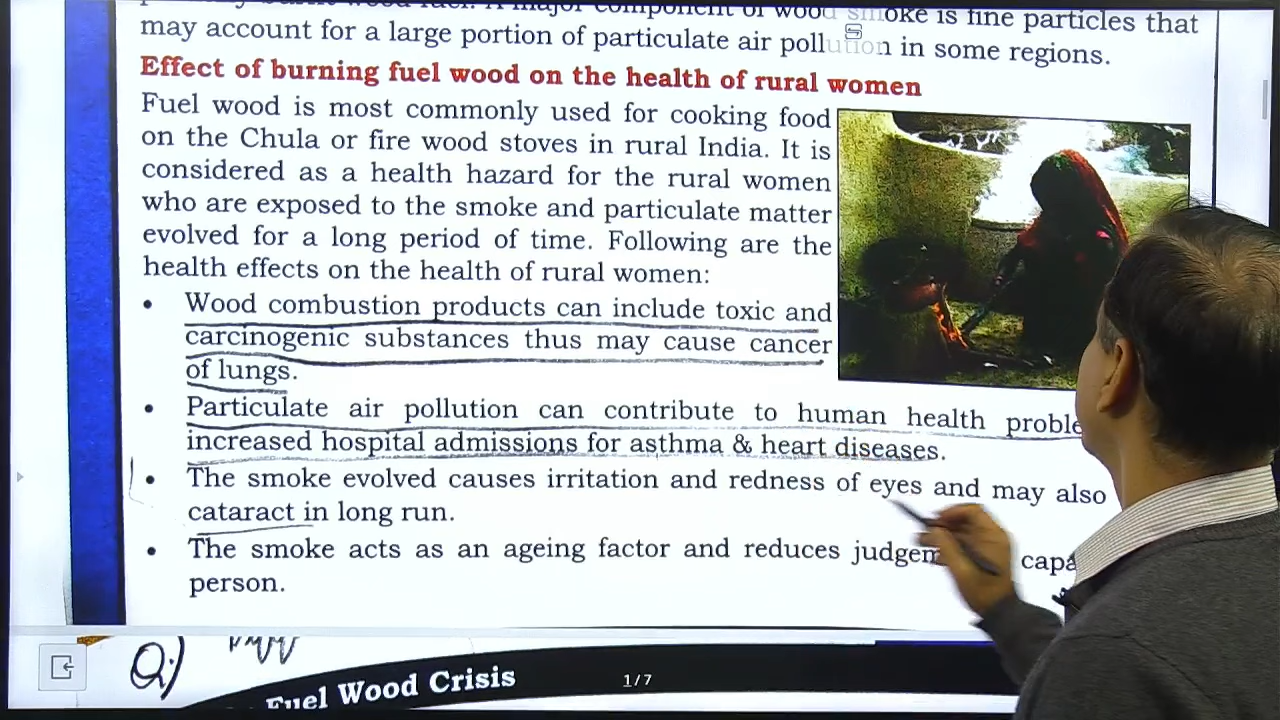 may account for a large portion of particulate air pollution in some regions.
Effect of burning fuel wood on the health of rural women
Fuel wood is most commonly used for cooking food
on the Chula or fire wood stoves in rural India. It is
considered as a health hazard for the rural women
who are exposed to the smoke and particulate matter
evolved for a long period of time. Following are the
health effects on the health of rural women:
• Wood combustion products can include toxic and
carcinogenic substances thus may cause cancer
of lungs.
• Particulate air pollution can contribute to human health
increased hospital admissions for asthma & heart diseases.
• The smoke evolved causes irritation and redness of eyes and may also
cataract in long run.
• The smoke acts as an ageing factor and reduces
person.
Q)
Fuel Wood Crisis
1/7